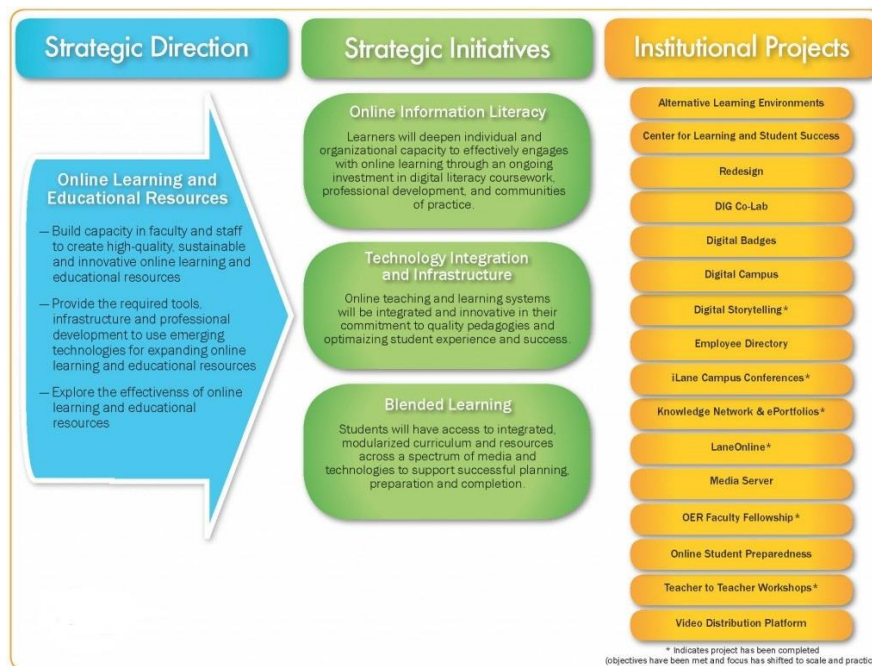 Strategic Direction
Online Learning and
Educational Resources
— Build capacity in faculty and staff
to create high-quality, sustainable
and innovative online learning and
educational resources
— Provide the required tools,
infrastructure and professional
development to use emerging
technologies for expanding online
learning and educational resources
— Explore the effectivenss of online
learning and educational
resources
Strategic Initiatives
Online Information Literacy
Learners will deepen individual and
organizational capacity to effectively engages
with online learning through an ongoing
investment in digital literacy coursework,
professional development, and communities
of practice.
Technology Integration
and Infrastructure
Online teaching and learning systems
will be integrated and innovative in their
commitment to quality pedagogies and
optimaizing student experience and success.
Blended Learning
Students will have access to integrated,
modularized curriculum and resources
across a spectrum of media and
technologies to support successful planning,
preparation and completion.
Institutional Projects
Alternative Learning Environments
Center for Learning and Student Success
Redesign
DIG Co-Lab
Digital Badges
Digital Campus
Digital Storytelling *
Employee Directory
iLane Campus Conferences *
Knowledge Network & ePortfolios *
LaneOnline *
Media Server
OER Faculty Fellowship *
Online Student Preparedness
Teacher to Teacher Workshops *
Video Distribution Platform
* Indicates project has been completed
(objectives have been met and focus has shifted to scale and practic